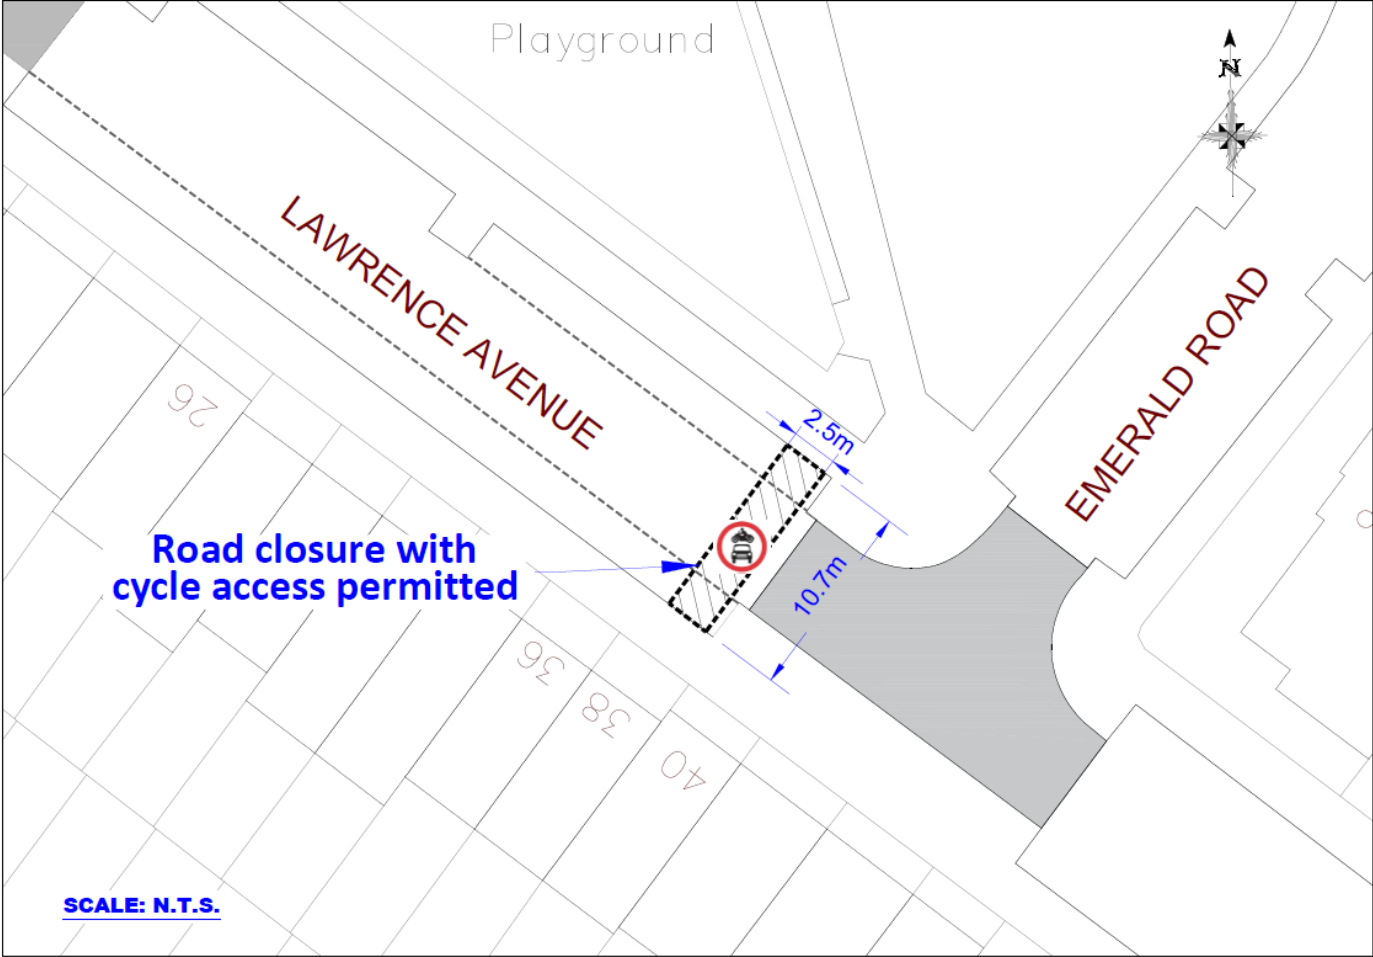 Playground
N
LAWRENCE AVENUE
EMERALD ROAD
2.5m
26
10.7m
Road closure with
cycle access permitted
36
38
40
SCALE: N.T.S.